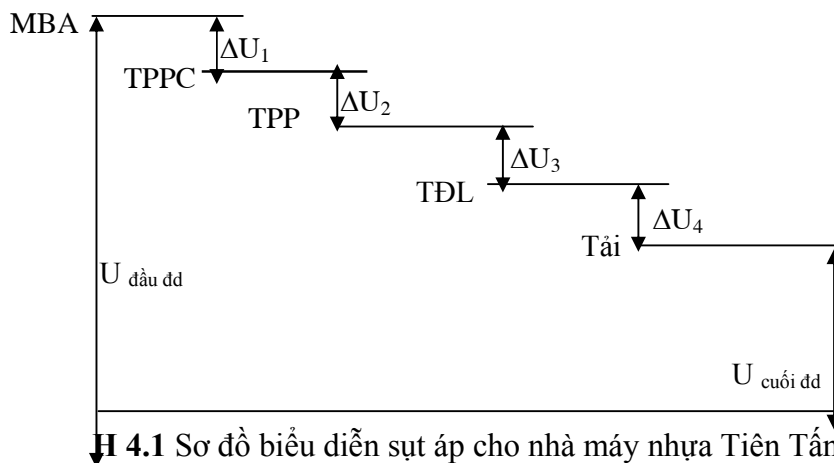 MBA
ΔU1
TPPC
ΔU2
TPP
ΔU3
TĐL
ΔU4
Tải
U đầu đd
U cuối đd
H 4.1 Sơ đồ biểu diễn sụt áp cho nhà máy nhựa Tiên Tấn